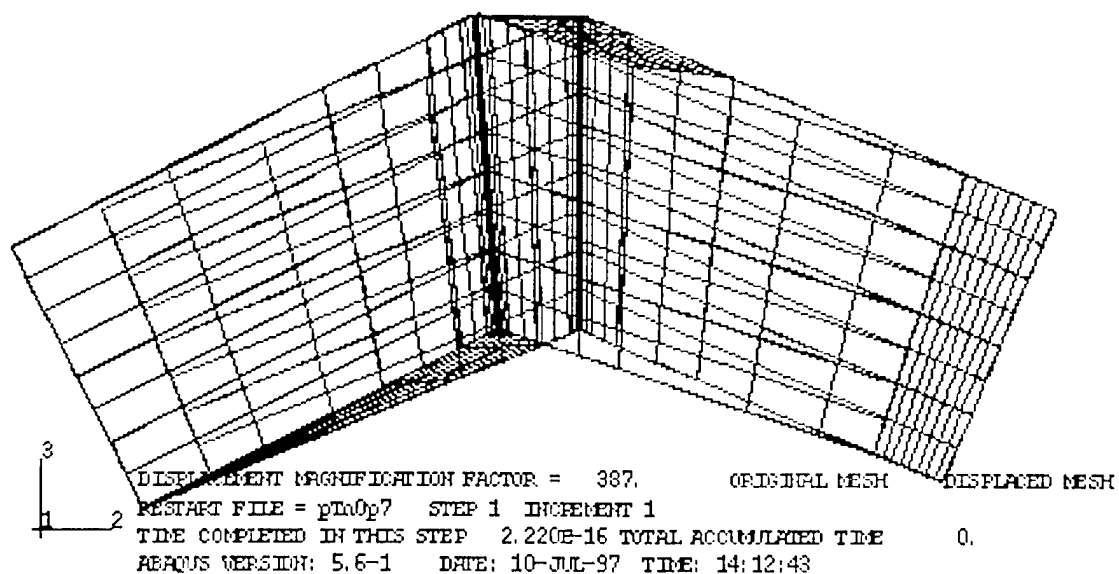 3
DISPLACEMENT MAGNIFICATION FACTOR = 387. ORIGINAL MESH DISPLACED MESH
RESTART FILE = pTn0p7 STEP 1 INCREMENT 1
1 2
TIME COMPLETED IN THIS STEP 2.220E-16 TOTAL ACCUMULATED TIME 0.
ABAQUS VERSION: 5.6-1 DATE: 10-JUL-97 TIME: 14:12:43